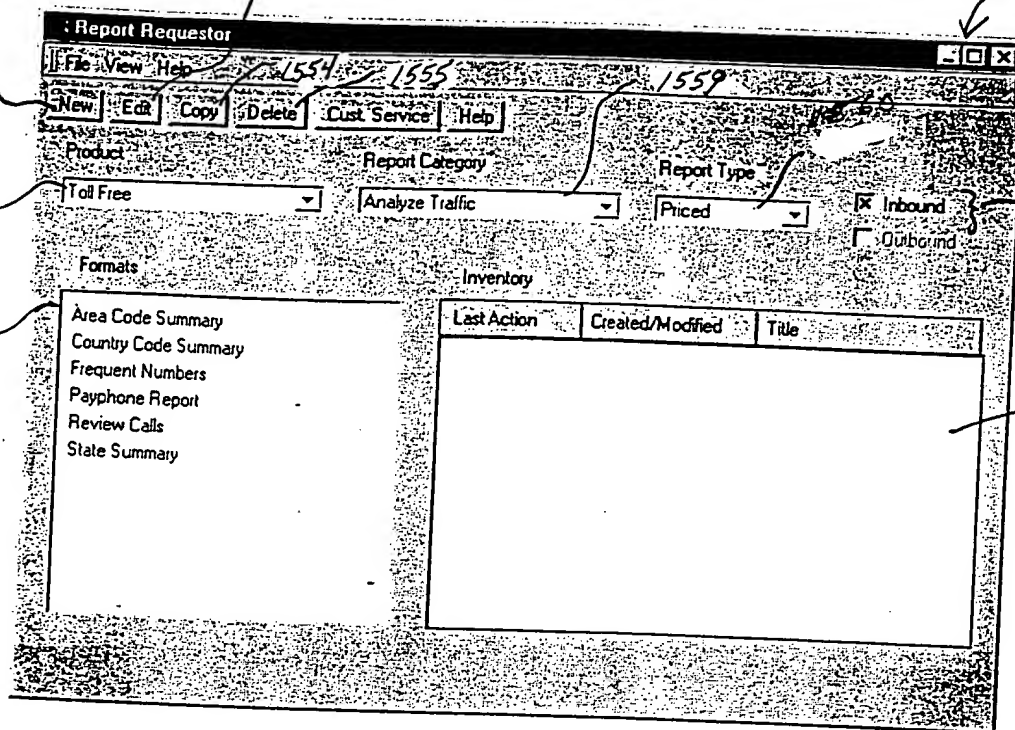 : Report Requestor
File View Help
1554 1555 1559
New Edit Copy Delete Cust. Service Help
Product Report Category Report Type
Toll Free Analyze Traffic Priced Inbound
Outbound
Formats Inventory
Last Action Created/Modified Title
Area Code Summary
Country Code Summary
Frequent Numbers
Payphone Report
Review Calls
State Summary